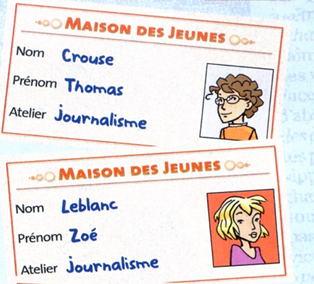 MAISON DES JEUNES
Nom Crouse
Prénom Thomas
Atelier journalisme
MAISON DES JEUNES
Nom Leblanc
Prénom Zoé
Atelier journalisme